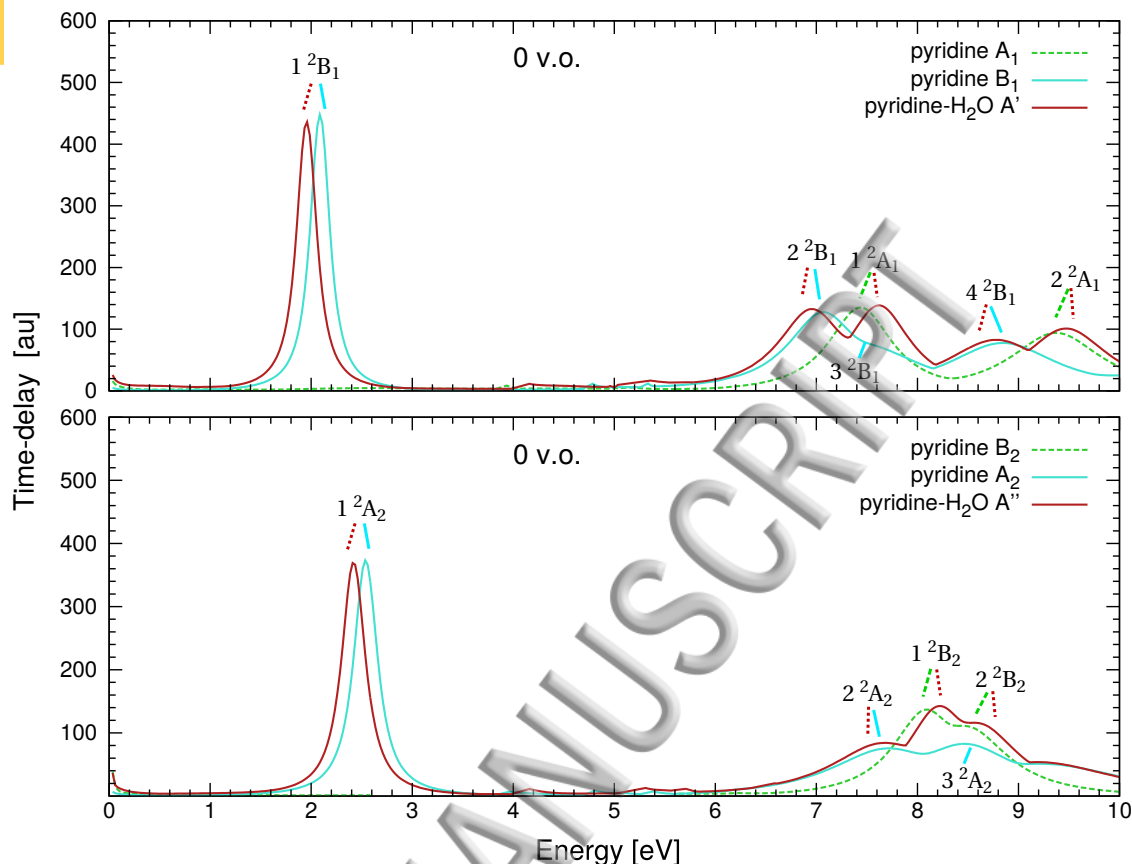 600
500
400
300
200
100
0
0 v.o.
pyridine A₁
pyridine B₁
pyridine-H₂O A'
1 ²B₁
2 ²B₁
1 ²A₁
3 ²B₁
4 ²B₁
2 ²A₁
Time-delay [au]
600
500
400
300
200
100
0 v.o.
pyridine B₂
pyridine A₂
pyridine-H₂O A''
1 ²A₂
2 ²A₂
1 ²B₂
2 ²B₂
3 ²A₂
0 1 2 3 4 5 6 7 8 9 10
Energy [eV]
ANUSCRIPT